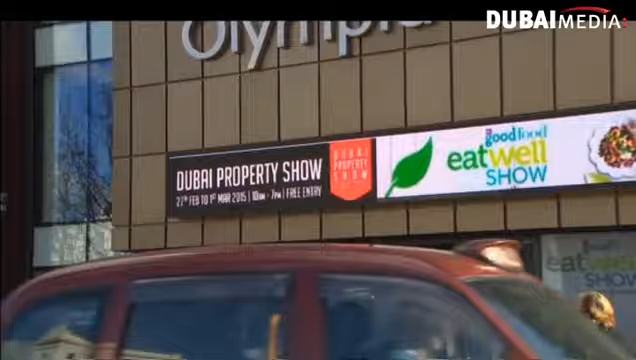 DUBAIMEDIA
Olympia
DUBAI PROPERTY SHOW
27TH FEB TO 1ST MAR 2015 | 10AM - 7PM | FREE ENTRY
DUBAI
PROPERTY
SHOW
goodfood
eatwell
SHOW
eatwell
SHOW